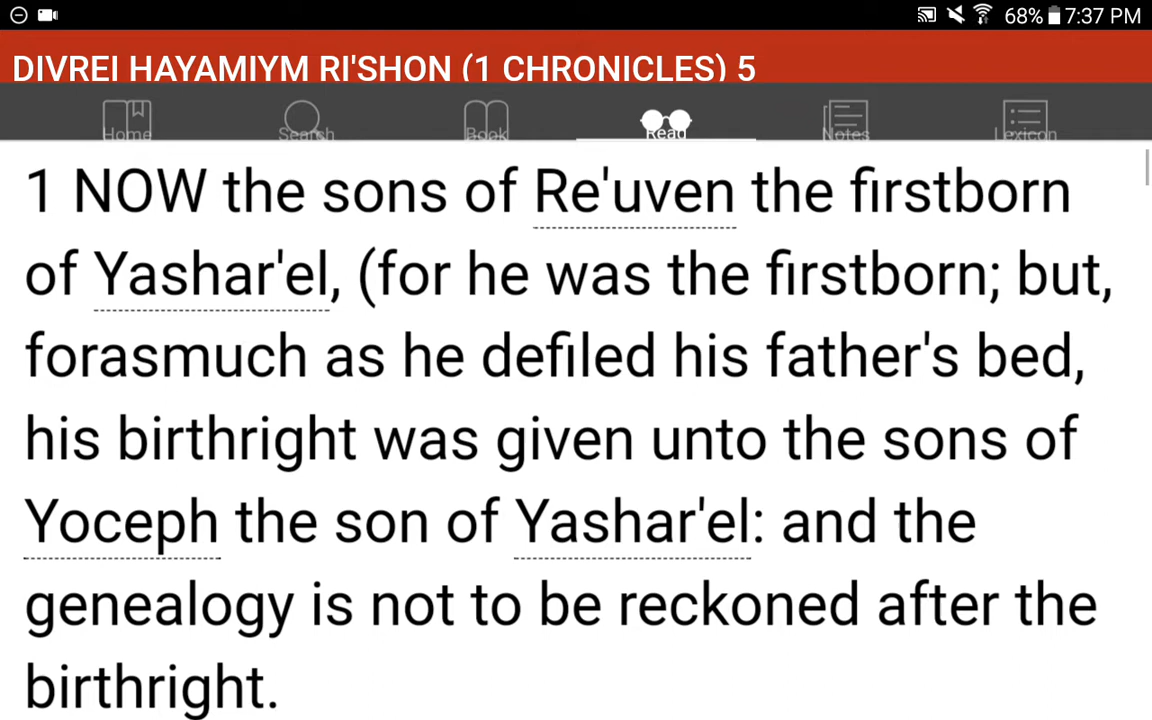 68% 7:37 PM
DIVREI HAYAMIYM RI'SHON (1 CHRONICLES) 5
Home Search Book Read Notes Lexicon
1 NOW the sons of Re'uven the firstborn
of Yashar'el, (for he was the firstborn; but,
forasmuch as he defiled his father's bed,
his birthright was given unto the sons of
Yoceph the son of Yashar'el: and the
genealogy is not to be reckoned after the
birthright.